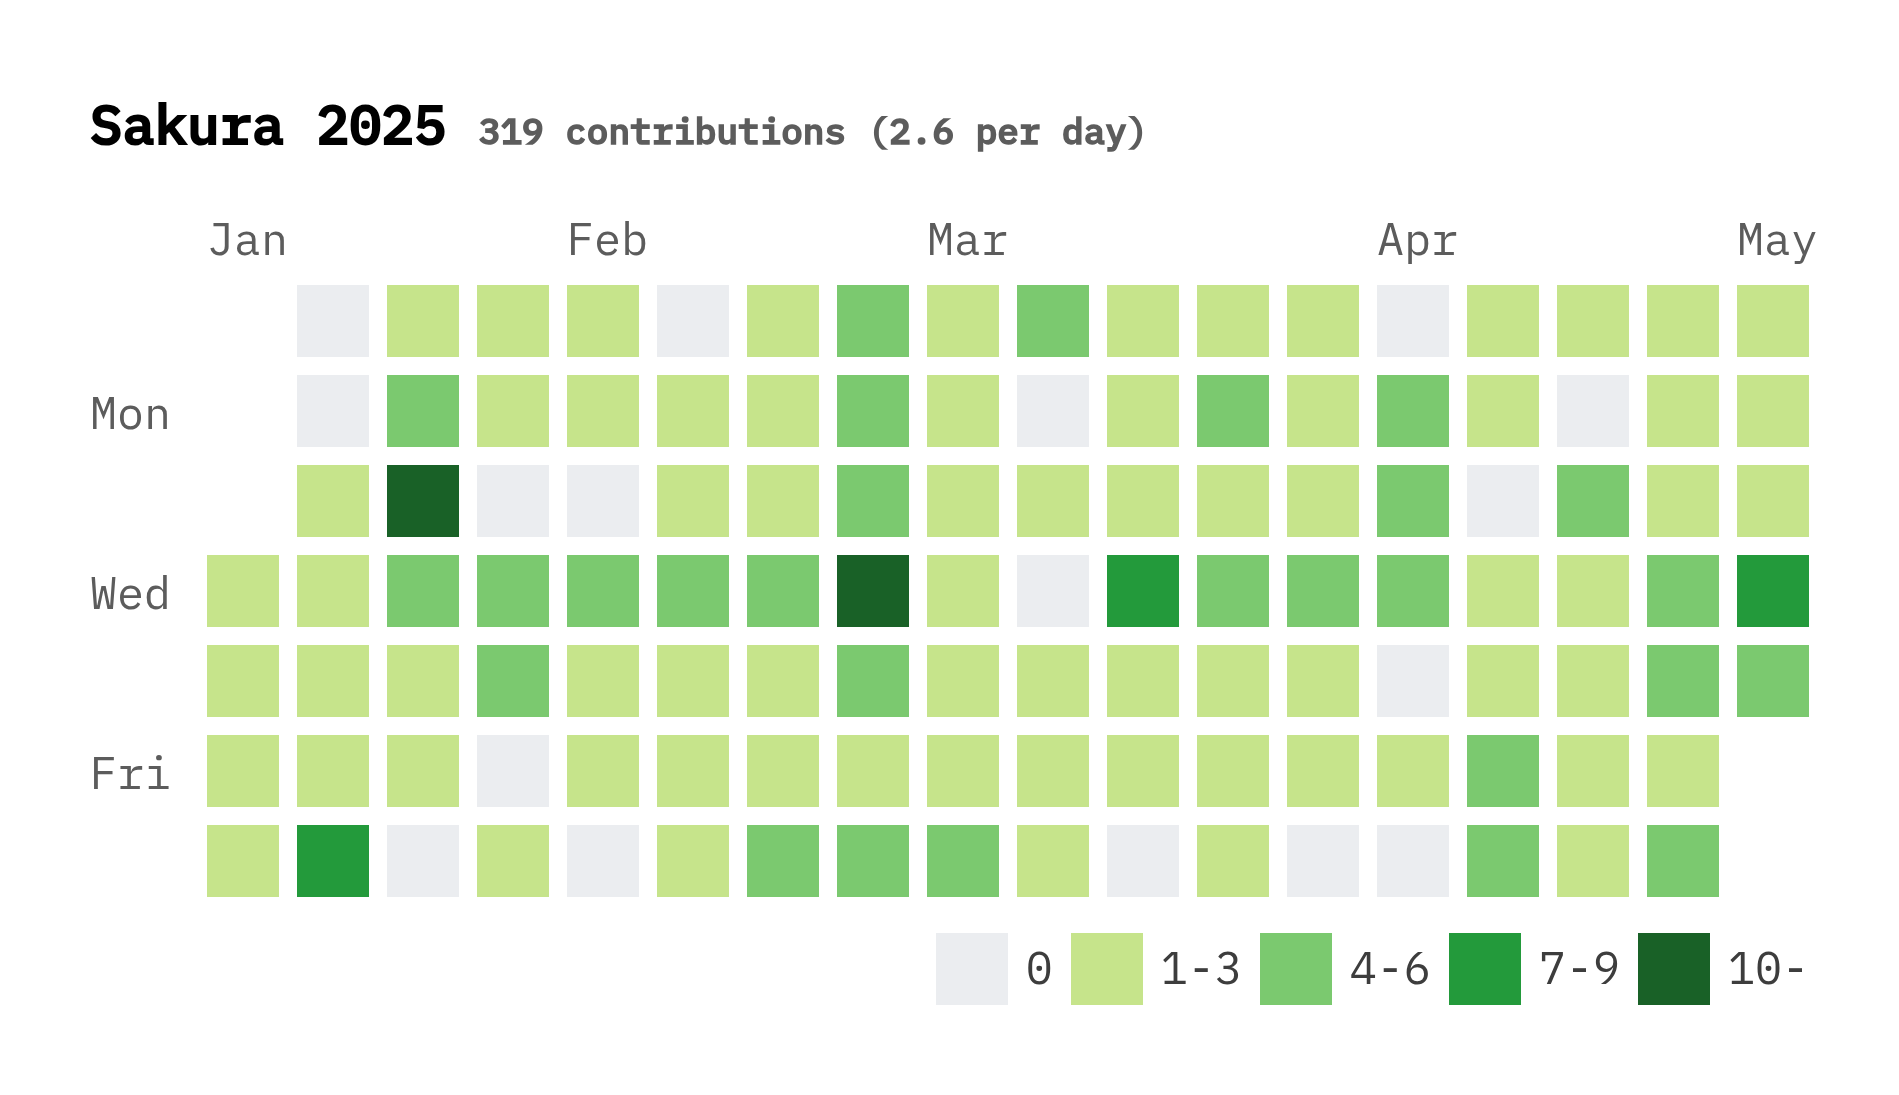 Sakura 2025 319 contributions (2.6 per day)
Jan Feb Mar Apr May
Mon
Wed
Fri
0 1-3 4-6 7-9 10-